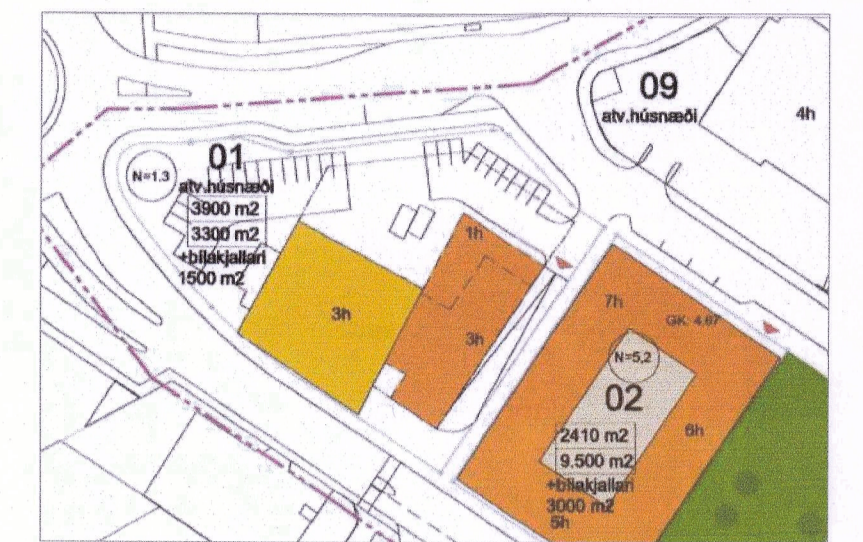 09
atv.húsnæði
4h
01
N=1.3
atv.húsnæði
3900 m2
3300 m2
+bílakjallari
1500 m2
1h
3h
3h
7h
GK: 4.67
N=5,2
02
6h
2410 m2
9.500 m2
+bílakjallari
3000 m2
5h